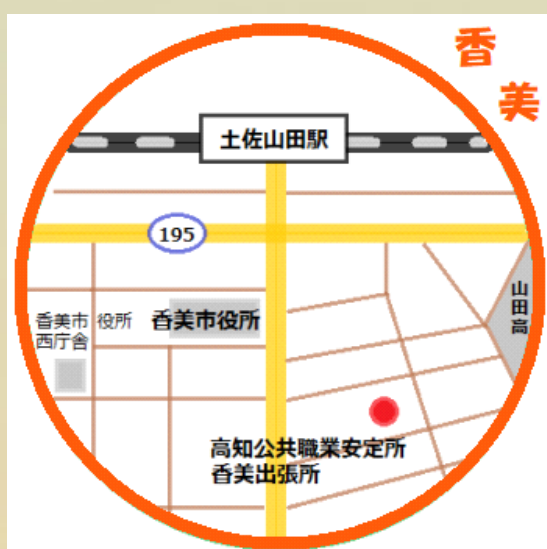 香
美
土佐山田駅
195
山田高
香美市 役所
西庁舎
香美市役所
高知公共職業安定所
香美出張所